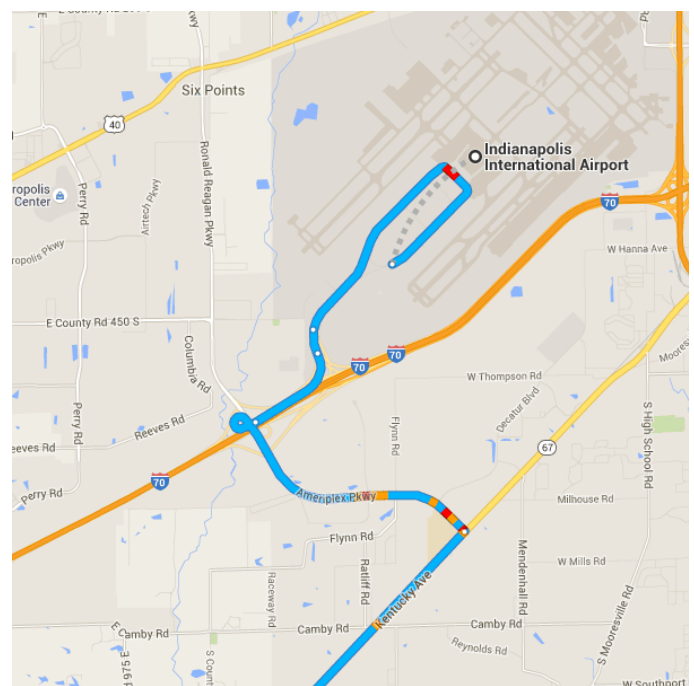 Six Points
40
Indianapolis
International Airport
Ronald Reagan Pkwy
ropolis
Center
Perry Rd
Airtech Pkwy
70
W Hanna Ave
ropolis Pkwy
E County Rd 450 S
70
70
Columbia Rd
W Thompson Rd
Decatur Blvd
S High School Rd
Perry Rd
Reeves Rd
eeves Rd
Flynn Rd
67
70
Perry Rd
Ameriplex Pkwy
Milhouse Rd
Flynn Rd
Mendenhall Rd
W Mills Rd
Raceway Rd
Ratliff Rd
Kentucky Ave
S Mooresville Rd
Camby Rd
Camby Rd
Camby Rd
Reynolds Rd
W Southport